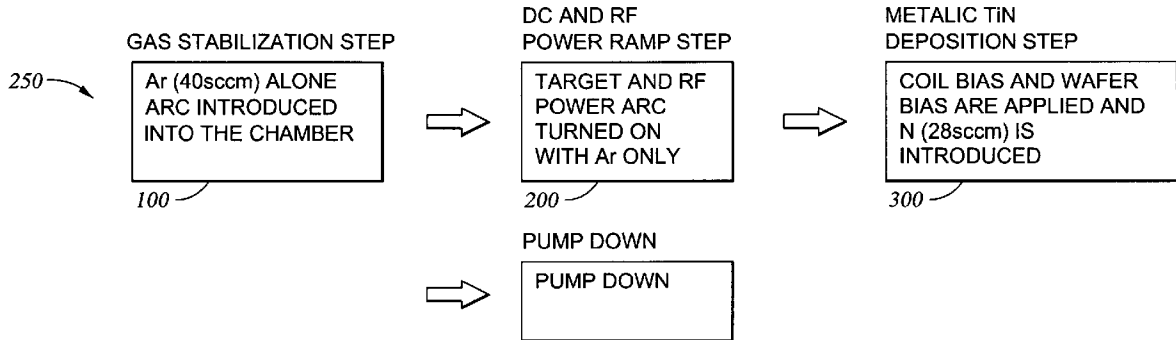 GAS STABILIZATION STEP
250
Ar (40sccm) ALONE
ARC INTRODUCED
INTO THE CHAMBER
100
DC AND RF
POWER RAMP STEP
TARGET AND RF
POWER ARC
TURNED ON
WITH Ar ONLY
200
METALIC TiN
DEPOSITION STEP
COIL BIAS AND WAFER
BIAS ARE APPLIED AND
N (28sccm) IS
INTRODUCED
300
PUMP DOWN
PUMP DOWN